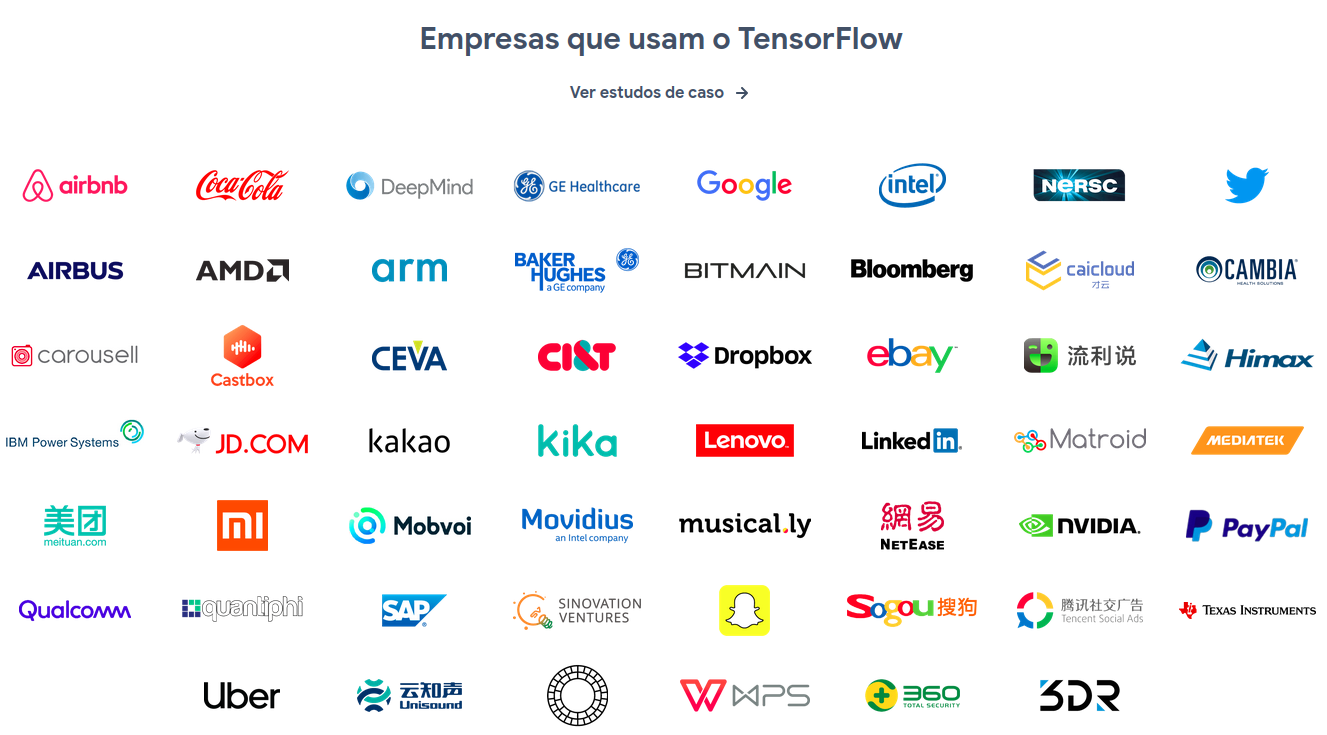 Empresas que usam o TensorFlow
Ver estudos de caso →
airbnb
Coca-Cola
DeepMind
GE Healthcare
Google
intel
NERSC
AIRBUS
AMD
arm
BAKER
HUGHES
a GE company
BITMAIN
Bloomberg
caicloud
才云
CAMBIA
HEALTH SOLUTIONS
carousell
Castbox
CEVA
CI&T
Dropbox
ebay
流利说
Himax
IBM Power Systems
JD.COM
kakao
kika
Lenovo
LinkedIn
Matroid
MEDIATEK
美团
meituan.com
mi
Mobvoi
Movidius
an Intel company
musical.ly
網易
NETEASE
NVIDIA.
PayPal
Qualcomm
quantiphi
SAP
SINOVATION
VENTURES
Sogou 搜狗
腾讯社交广告
Tencent Social Ads
TEXAS INSTRUMENTS
Uber
云知声
Unisound
WPS
360
TOTAL SECURITY
3DR